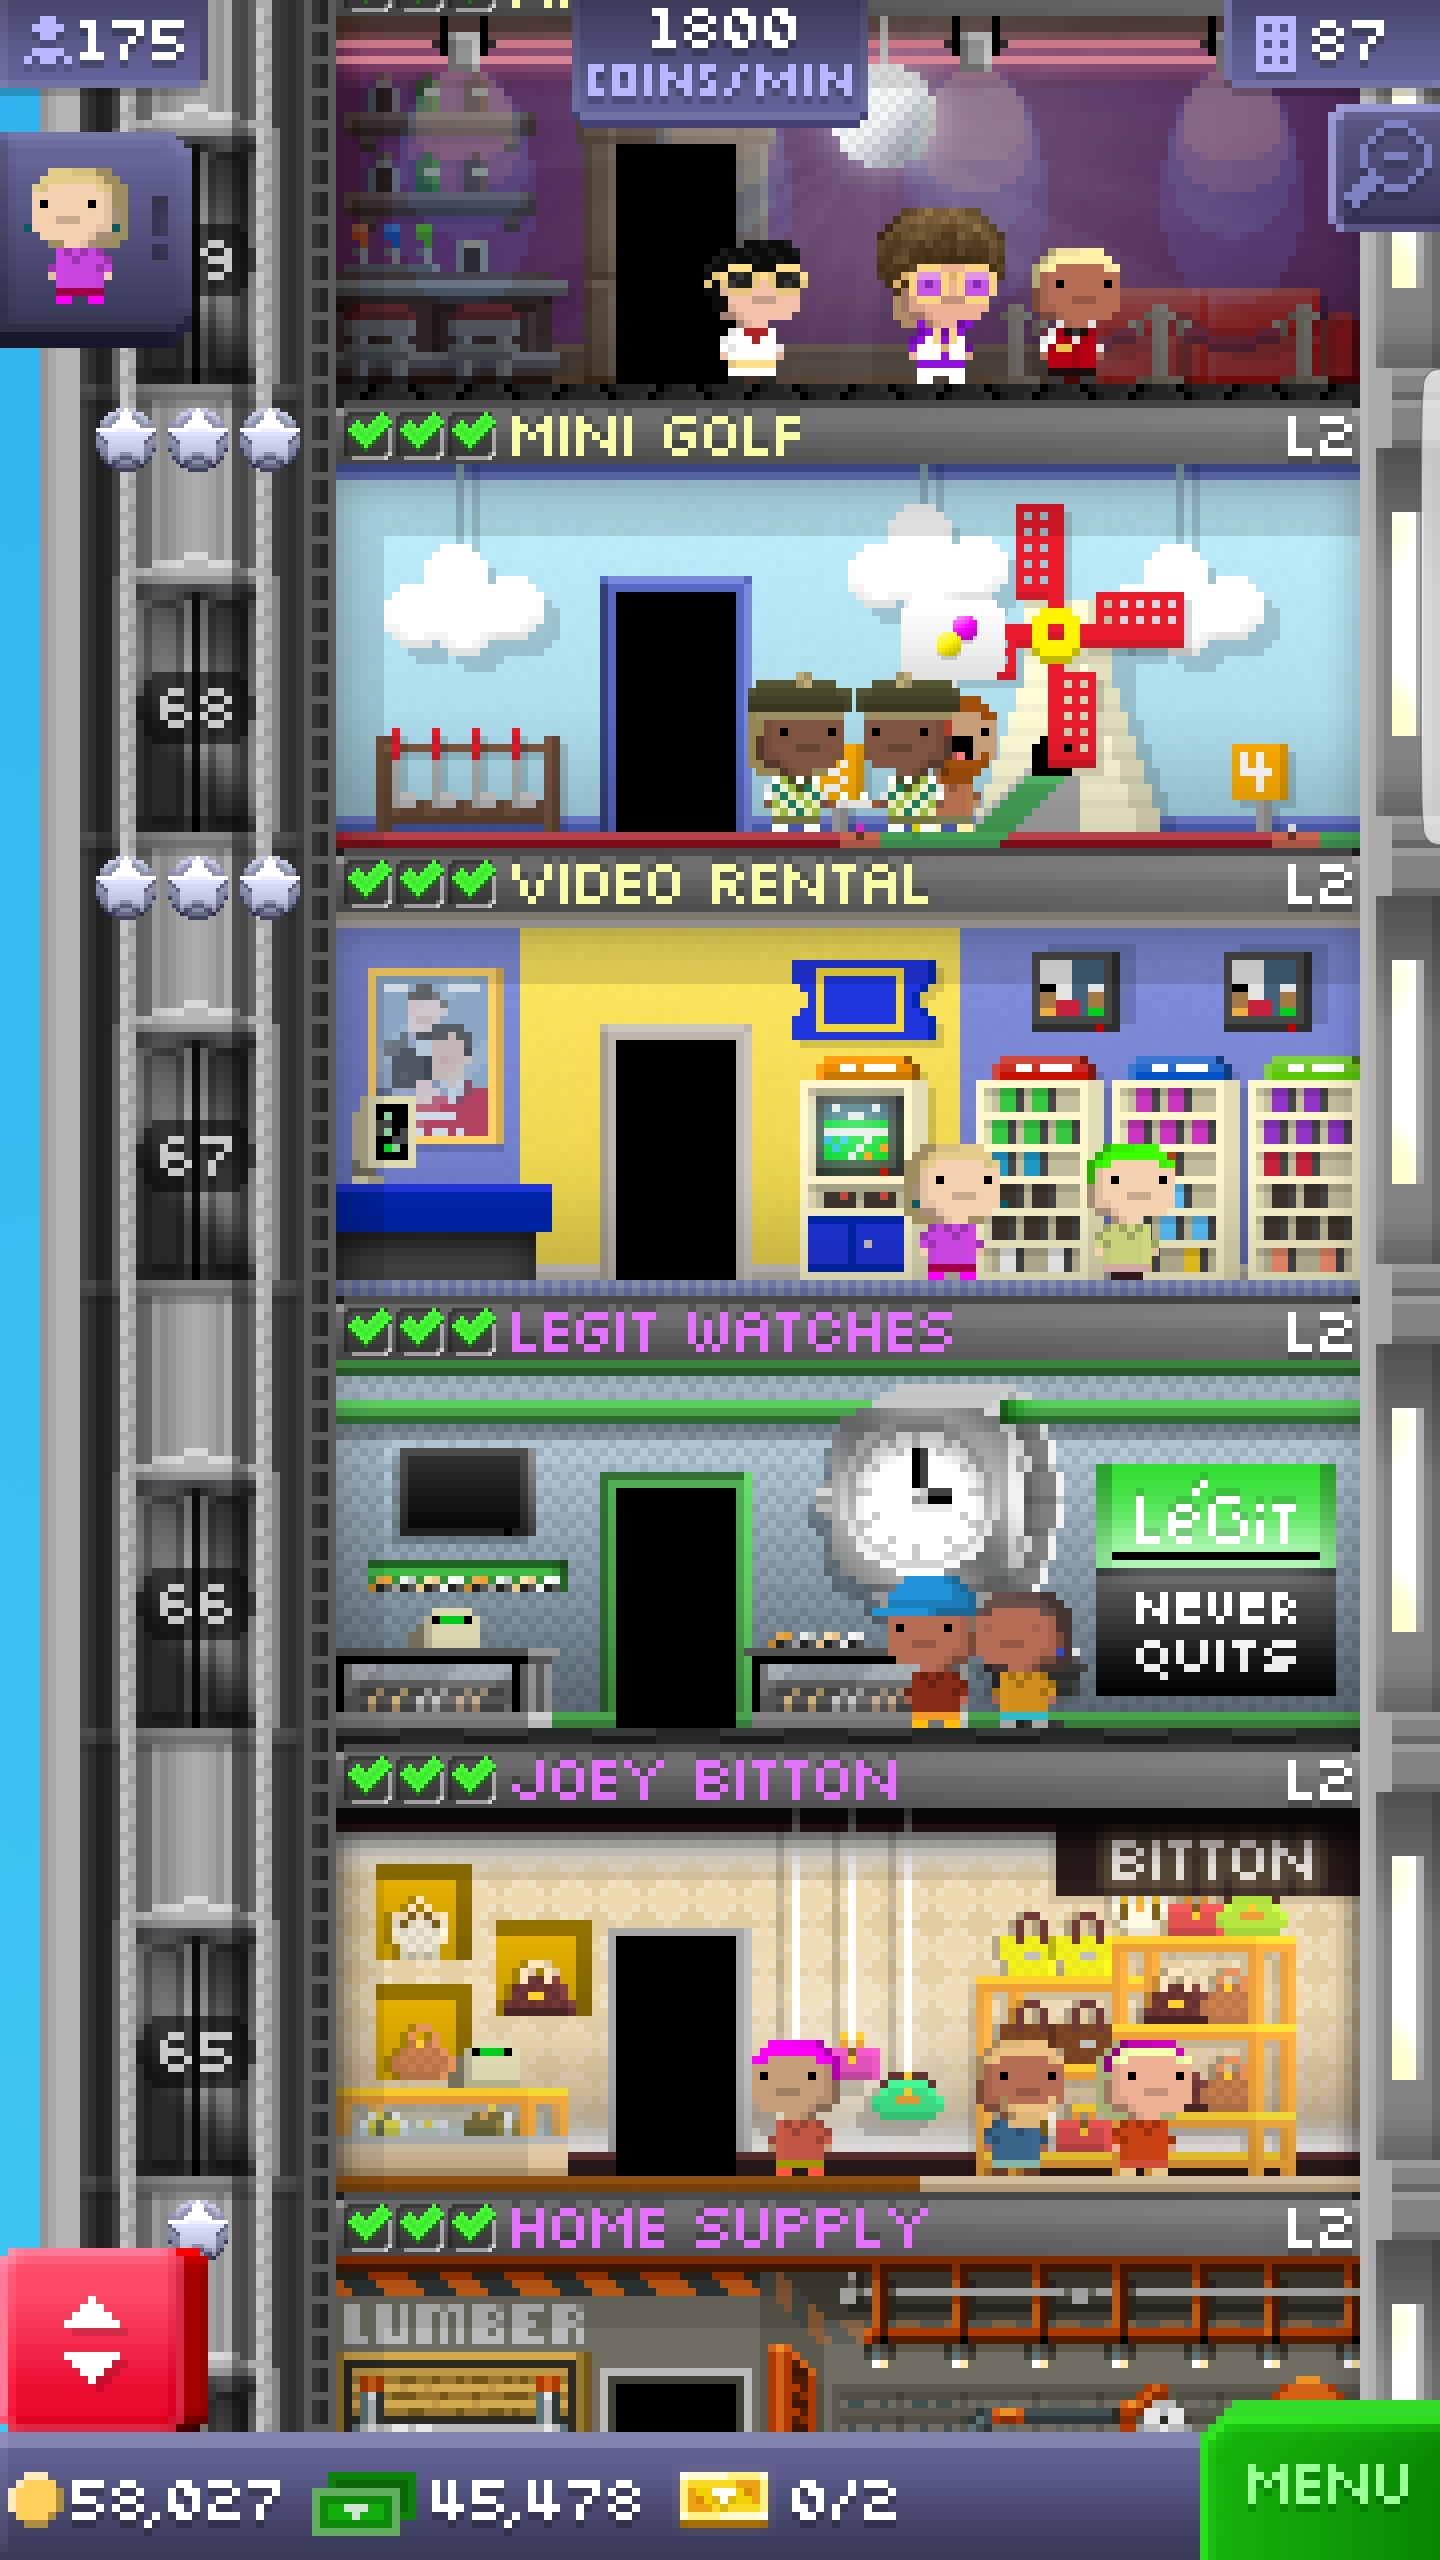 175
1800
COINS/MIN
87
9
MINI GOLF L2
68
4
VIDEO RENTAL L2
67
LEGIT WATCHES L2
LéGiT
NEVER
QUITS
66
JOEY BITTON L2
BITTON
65
HOME SUPPLY L2
LUMBER
58,027 45,478 0/2
MENU